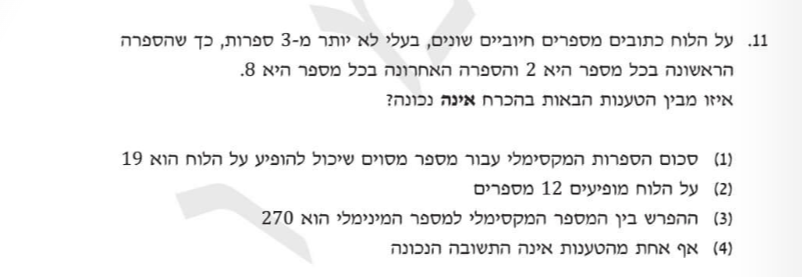 11. על הלוח כתובים מספרים חיוביים שונים, בעלי לא יותר מ-3 ספרות, כך שהספרה
הראשונה בכל מספר היא 2 והספרה האחרונה בכל מספר היא 8.
איזו מבין הטענות הבאות בהכרח אינה נכונה?
(1) סכום הספרות המקסימלי עבור מספר מסוים שיכול להופיע על הלוח הוא 19
(2) על הלוח מופיעים 12 מספרים
(3) ההפרש בין המספר המקסימלי למספר המינימלי הוא 270
(4) אף אחת מהטענות אינה התשובה הנכונה